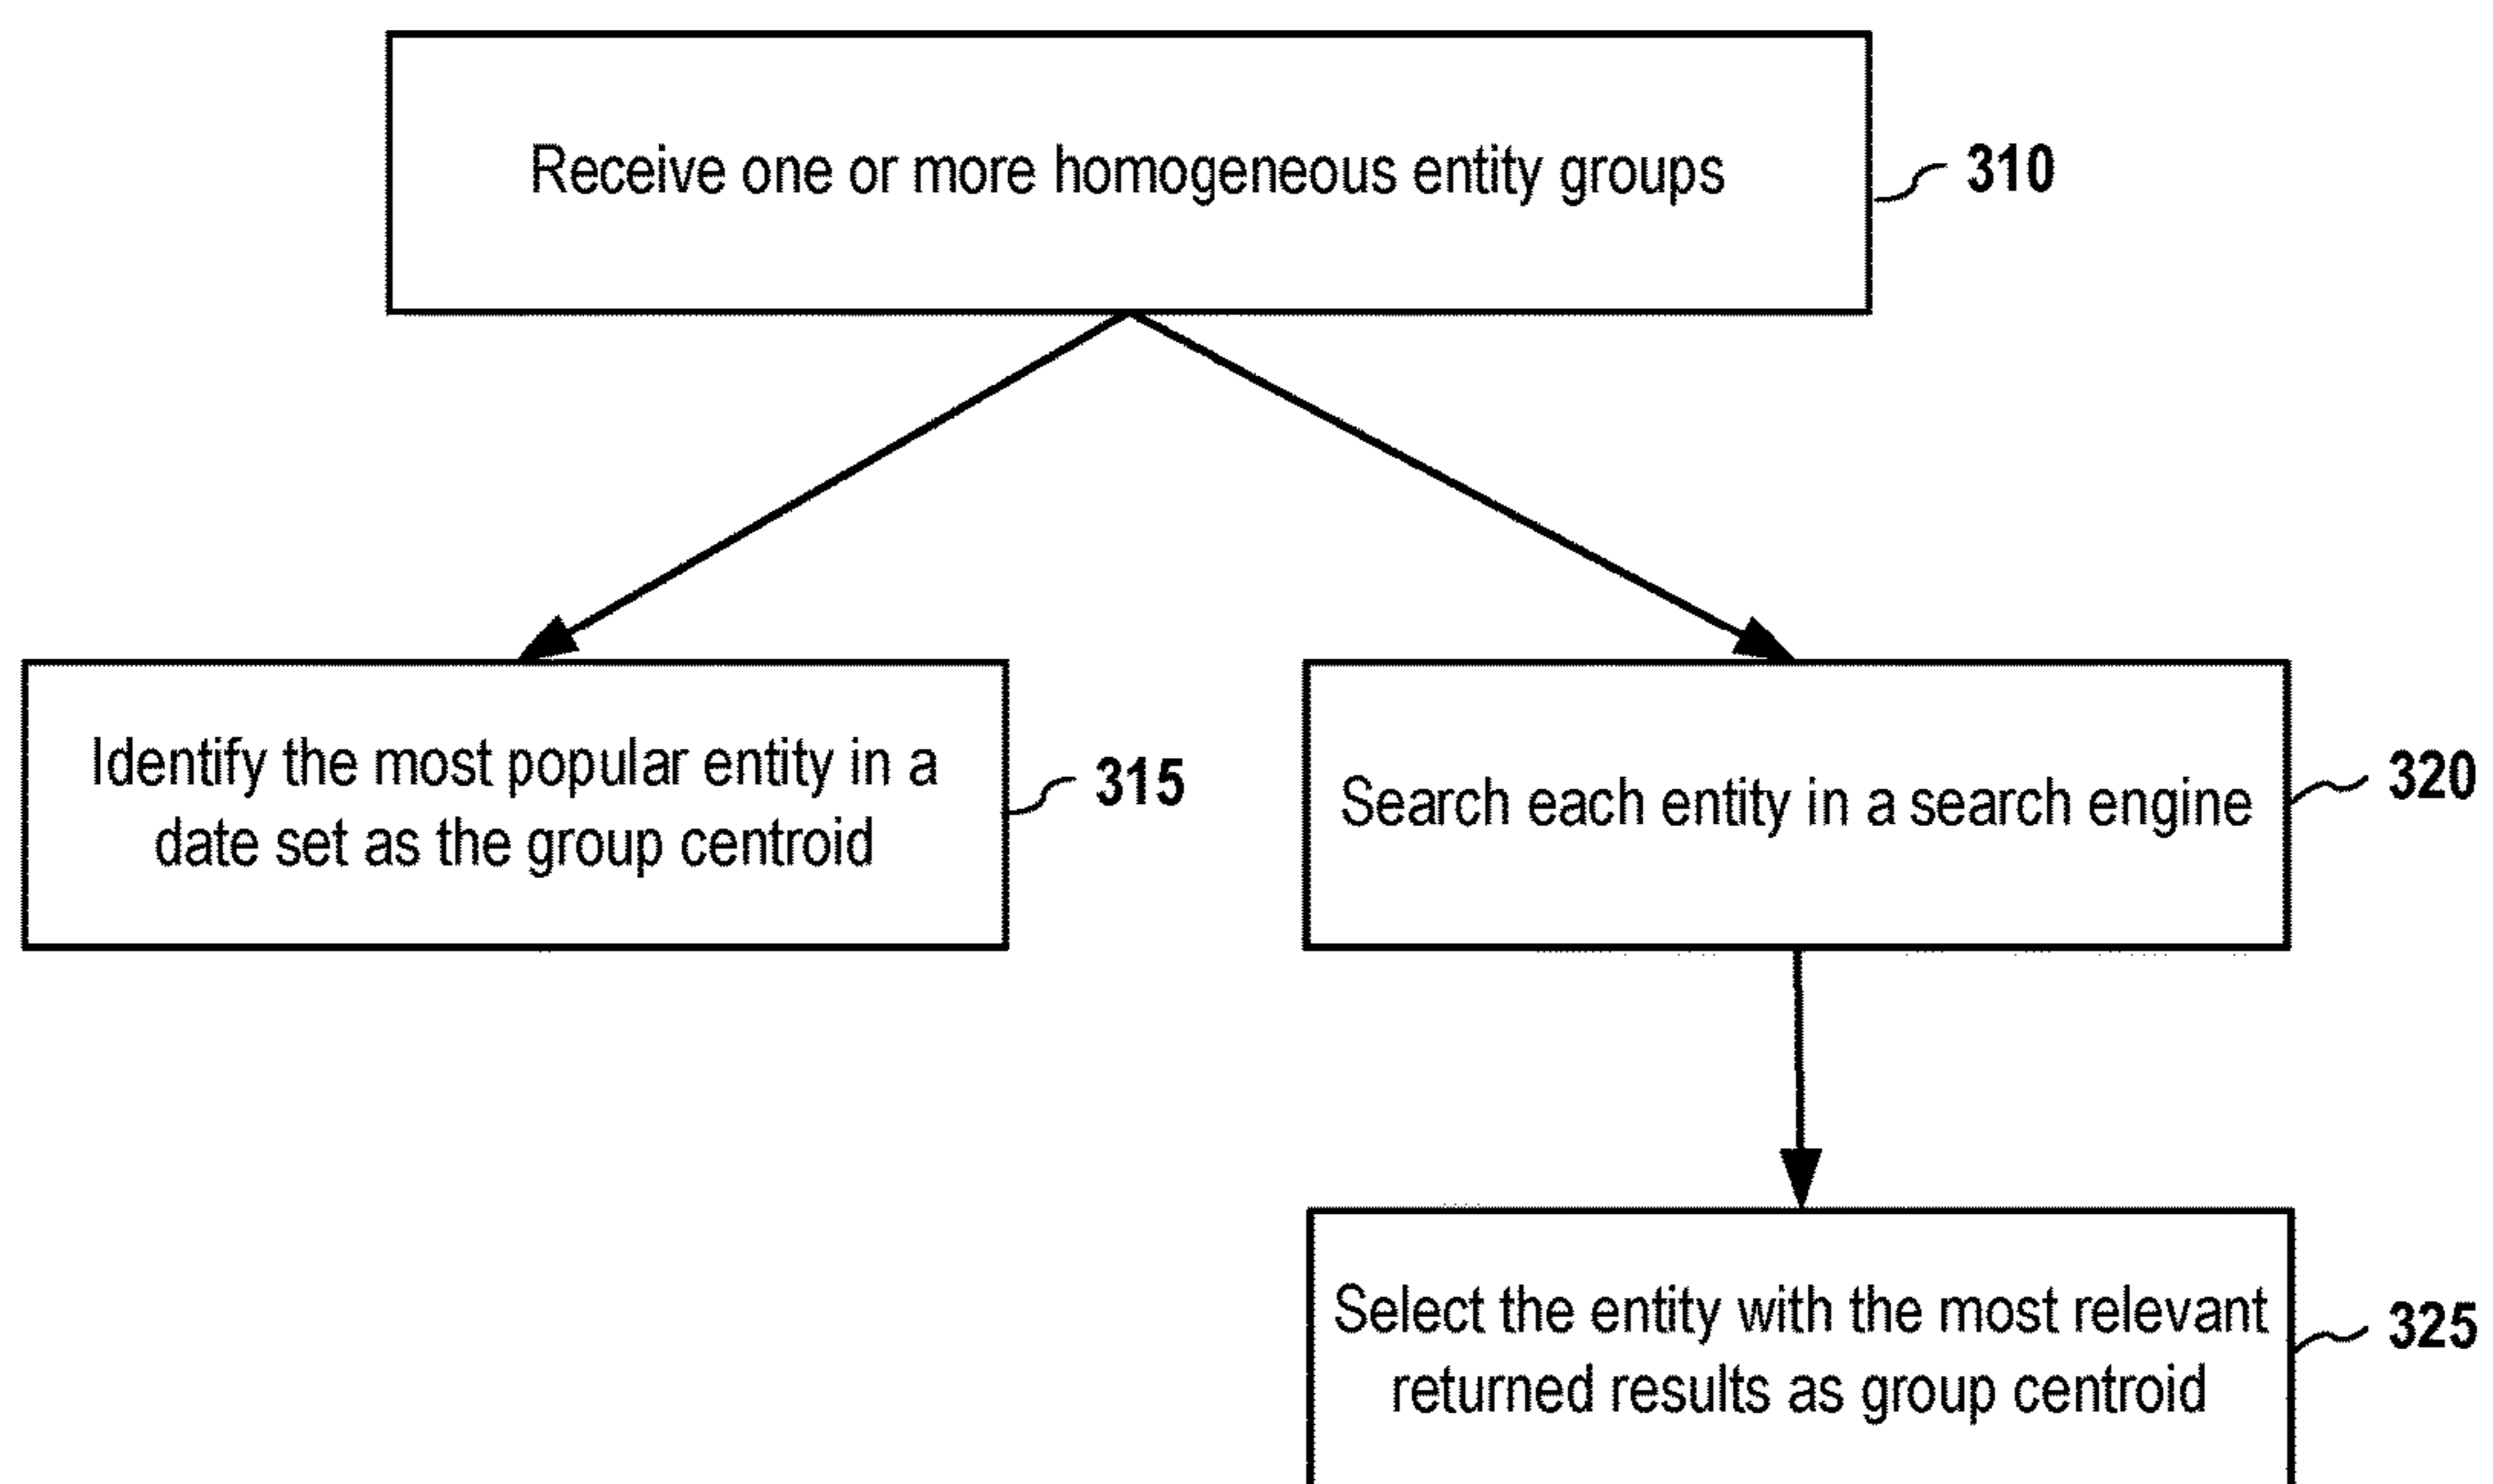 Receive one or more homogeneous entity groups
310
Identify the most popular entity in a
date set as the group centroid
315
Search each entity in a search engine
320
Select the entity with the most relevant
returned results as group centroid
325